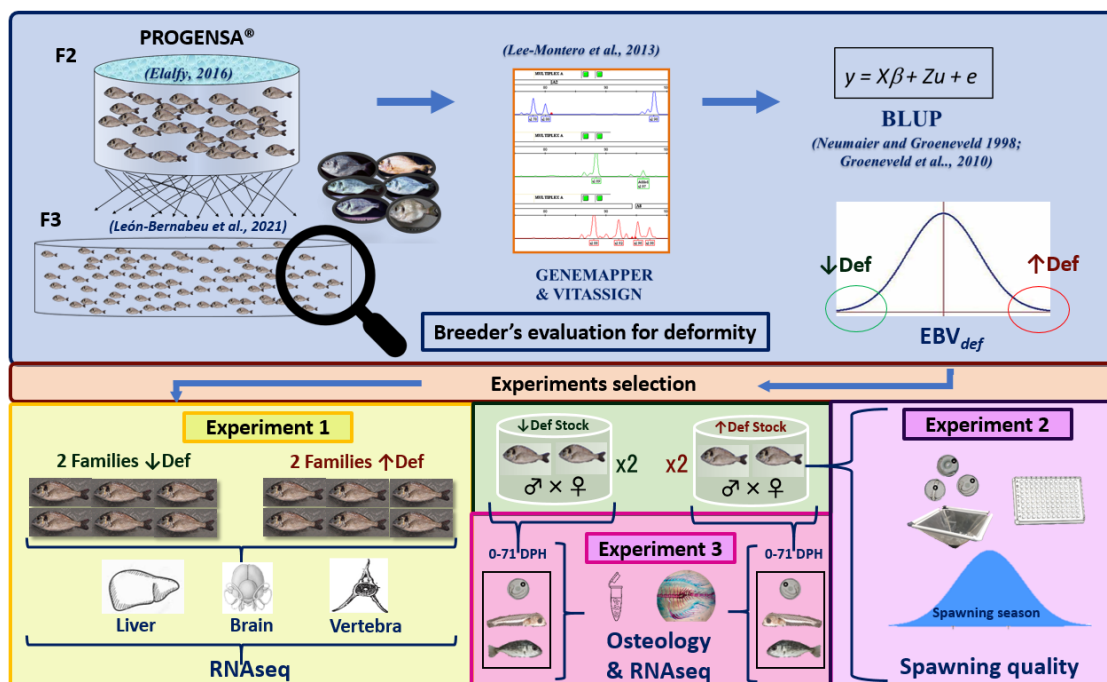 PROGENSA®
F2
(Elalfy, 2016)
F3
(León-Bernabeu et al., 2021)
(Lee-Montero et al., 2013)
MULTIPLEX A
MULTIPLEX A
MULTIPLEX A
GENEMAPPER
& VITASSIGN
y = Xβ + Zu + e
BLUP
(Neumaier and Groeneveld 1998;
Groeneveld et al., 2010)
↓Def
↑Def
EBVdef
Breeder's evaluation for deformity
Experiments selection
Experiment 1
2 Families ↓Def
2 Families ↑Def
Liver
Brain
Vertebra
RNAseq
↓Def Stock
♂ × ♀
x2
x2
↑Def Stock
♂ × ♀
0-71 DPH
Experiment 3
0-71 DPH
Osteology
& RNAseq
Experiment 2
Spawning season
Spawning quality